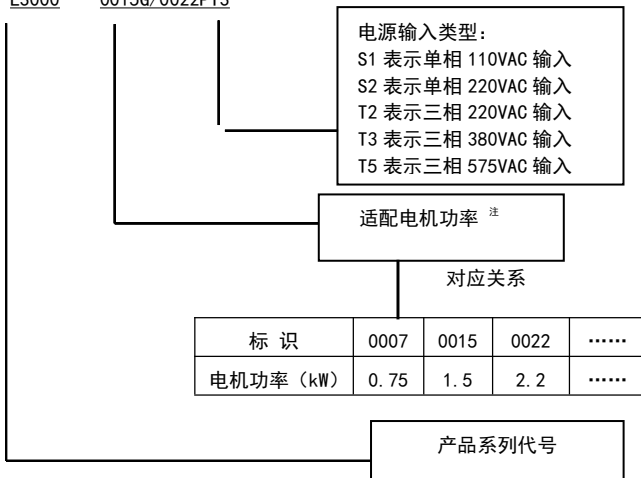 E3000 0015G/0022PT3
电源输入类型：
S1 表示单相 110VAC 输入
S2 表示单相 220VAC 输入
T2 表示三相 220VAC 输入
T3 表示三相 380VAC 输入
T5 表示三相 575VAC 输入
适配电机功率 注
对应关系
标 识 0007 0015 0022 ……
电机功率（kW） 0.75 1.5 2.2 ……
产品系列代号